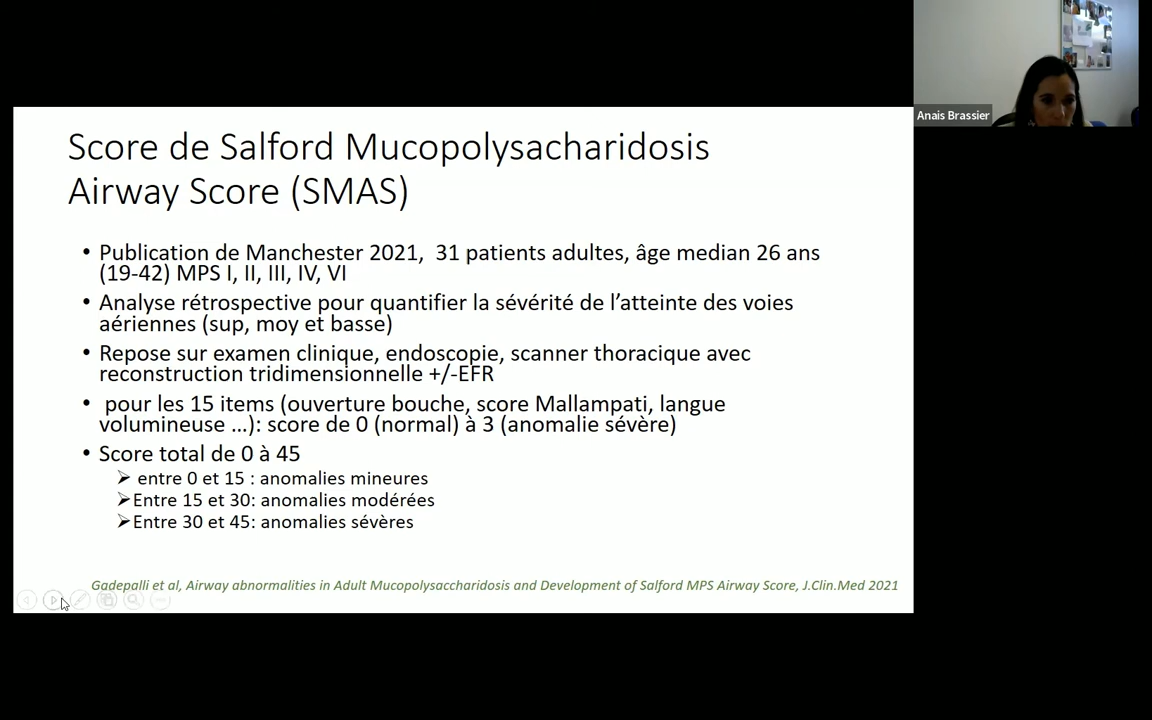 Anais Brassier
Score de Salford Mucopolysacharidosis
Airway Score (SMAS)
• Publication de Manchester 2021, 31 patients adultes, âge median 26 ans
(19-42) MPS I, II, III, IV, VI
• Analyse rétrospective pour quantifier la sévérité de l'atteinte des voies
aériennes (sup, moy et basse)
• Repose sur examen clinique, endoscopie, scanner thoracique avec
reconstruction tridimensionnelle +/-EFR
• pour les 15 items (ouverture bouche, score Mallampati, langue
volumineuse ...): score de 0 (normal) à 3 (anomalie sévère)
• Score total de 0 à 45
➢ entre 0 et 15 : anomalies mineures
➢Entre 15 et 30: anomalies modérées
➢Entre 30 et 45: anomalies sévères
Gadepalli et al, Airway abnormalities in Adult Mucopolysaccharidosis and Development of Salford MPS Airway Score, J.Clin.Med 2021